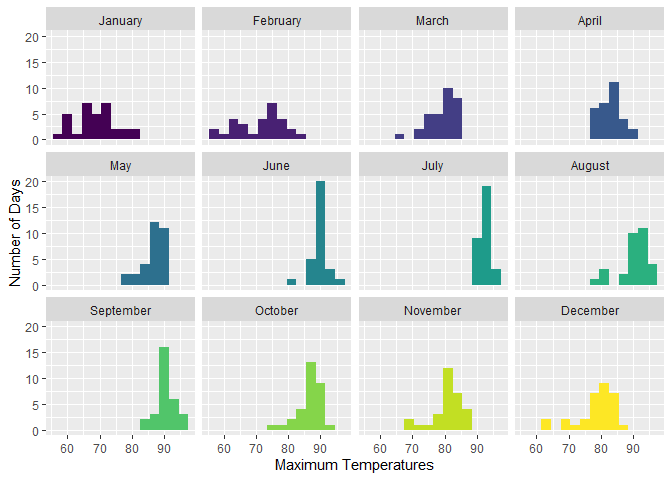 January February March April
20
15
10
5
0
May June July August
20
15
10
5
0
September October November December
20
15
10
5
0
60 70 80 90 60 70 80 90 60 70 80 90 60 70 80 90
Maximum Temperatures
Number of Days